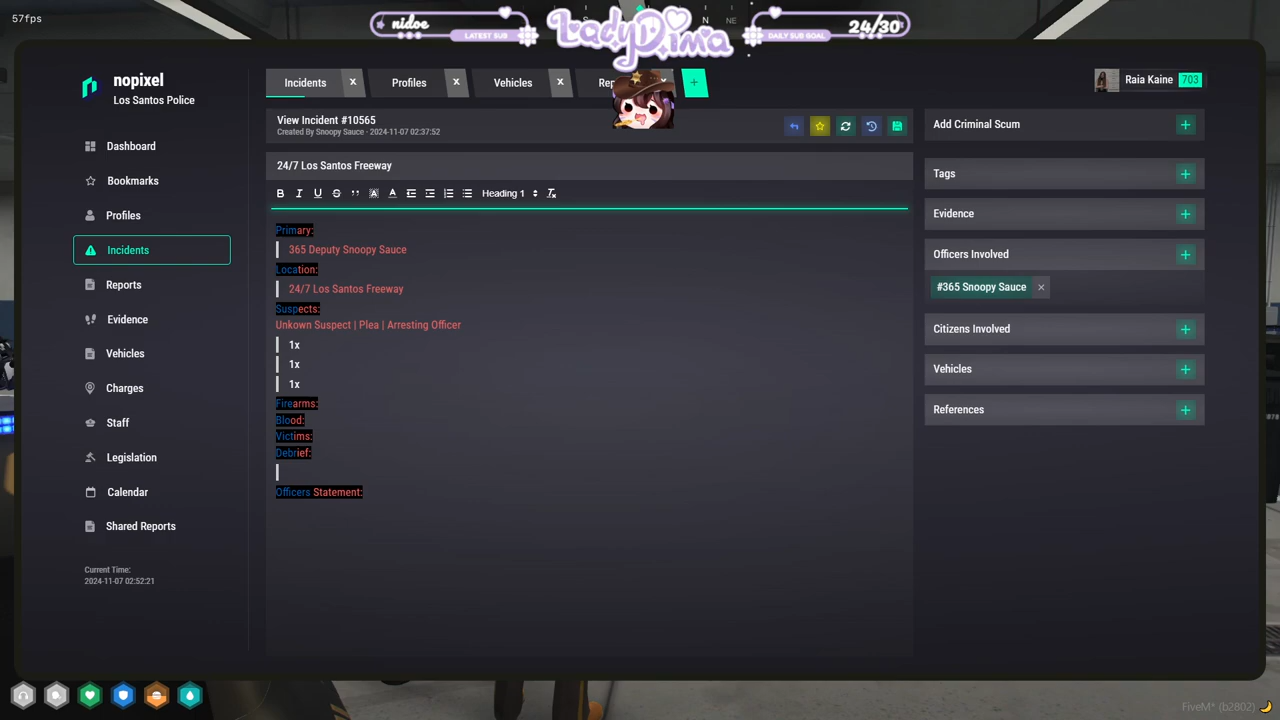 57fps
nidoe
LATEST SUB
S
N
NE
LadyDima
24/30
DAILY SUB GOAL
nopixel
Los Santos Police
Incidents x
Profiles x
Vehicles x
Rep
+
Raia Kaine 703
Dashboard
Bookmarks
Profiles
Incidents
Reports
Evidence
Vehicles
Charges
Staff
Legislation
Calendar
Shared Reports
Current Time:
2024-11-07 02:52:21
View Incident #10565
Created By Snoopy Sauce · 2024-11-07 02:37:52
24/7 Los Santos Freeway
B I U S Heading 1
Primary:
365 Deputy Snoopy Sauce
Location:
24/7 Los Santos Freeway
Suspects:
Unkown Suspect | Plea | Arresting Officer
1x
1x
1x
Firearms:
Blood:
Victims:
Debrief:
Officers Statement:
Add Criminal Scum +
Tags +
Evidence +
Officers Involved +
#365 Snoopy Sauce x
Citizens Involved +
Vehicles +
References +
FiveM* (b2802)